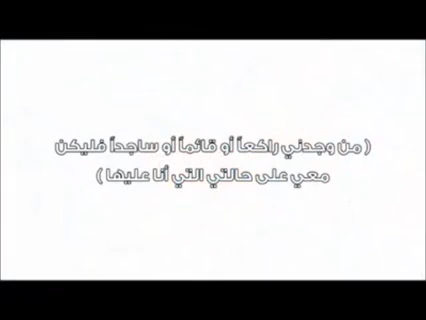 ( من وجدني راكعاً أو قائماً أو ساجداً فليكن
معي على حالتي التي أنا عليها )